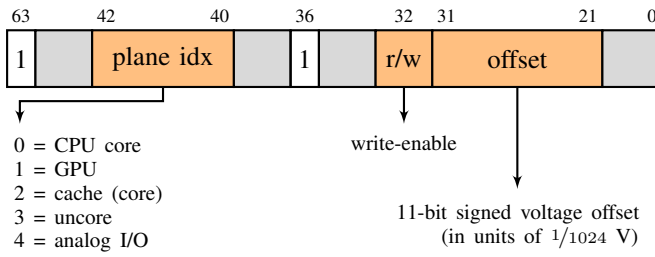 63 42 40 36 32 31 21 0
1 plane idx 1 r/w offset
0 = CPU core
1 = GPU
2 = cache (core)
3 = uncore
4 = analog I/O
write-enable
11-bit signed voltage offset
(in units of 1/1024 V)